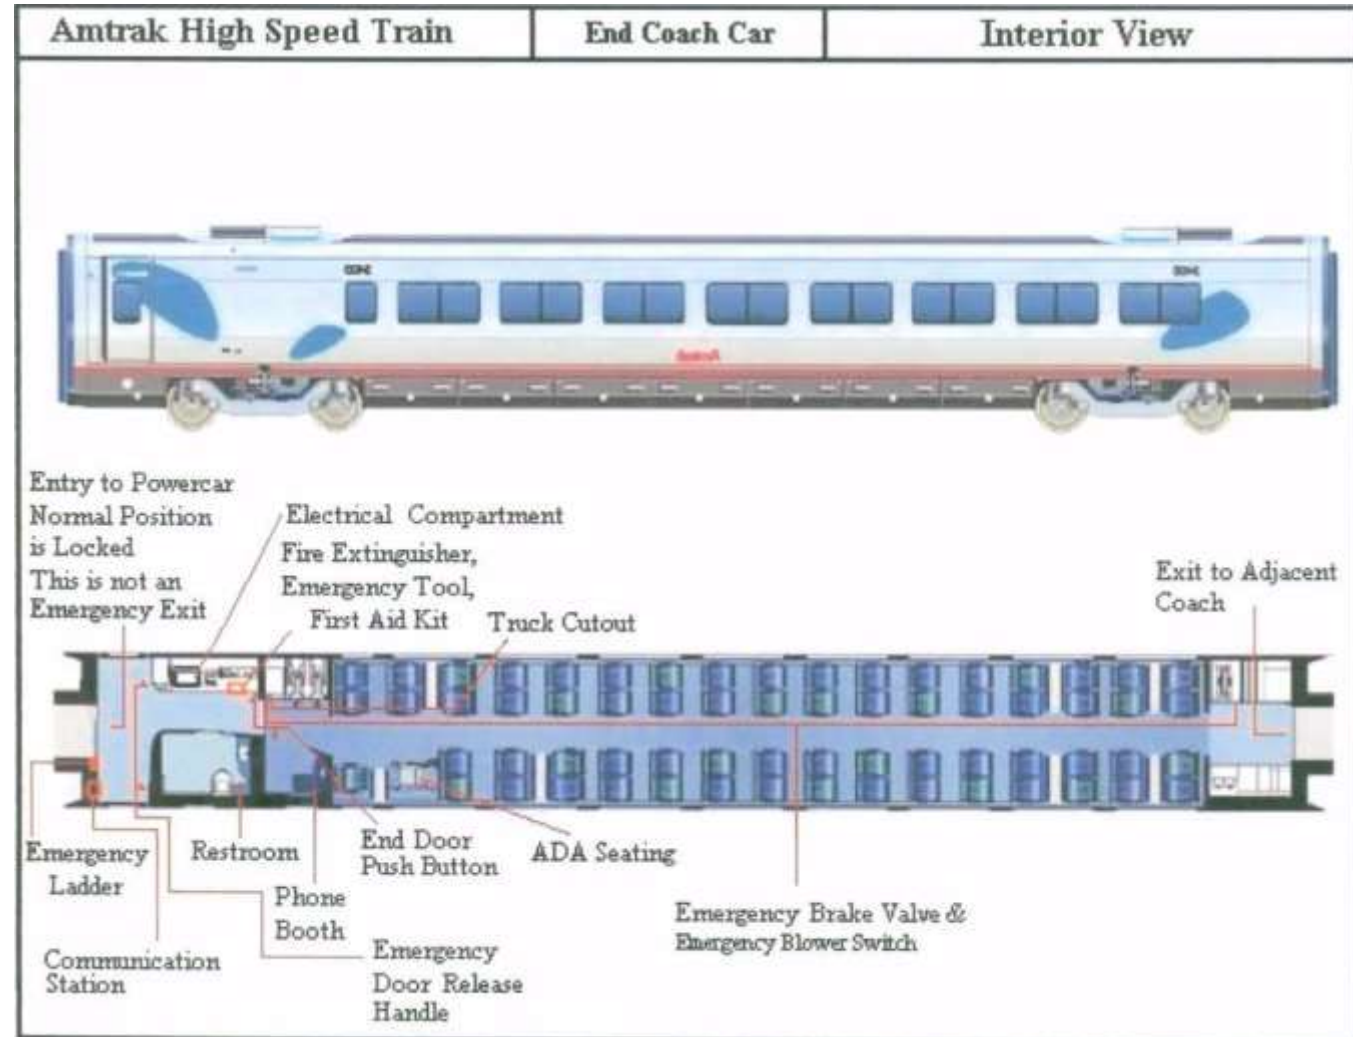 Amtrak High Speed Train
End Coach Car
Interior View
Amtrak
Entry to Powercar
Normal Position
is Locked
This is not an
Emergency Exit
Electrical Compartment
Fire Extinguisher,
Emergency Tool,
First Aid Kit
Truck Cutout
Exit to Adjacent
Coach
Emergency
Ladder
Restroom
End Door
Push Button
ADA Seating
Phone
Booth
Emergency Brake Valve &
Emergency Blower Switch
Communication
Station
Emergency
Door Release
Handle